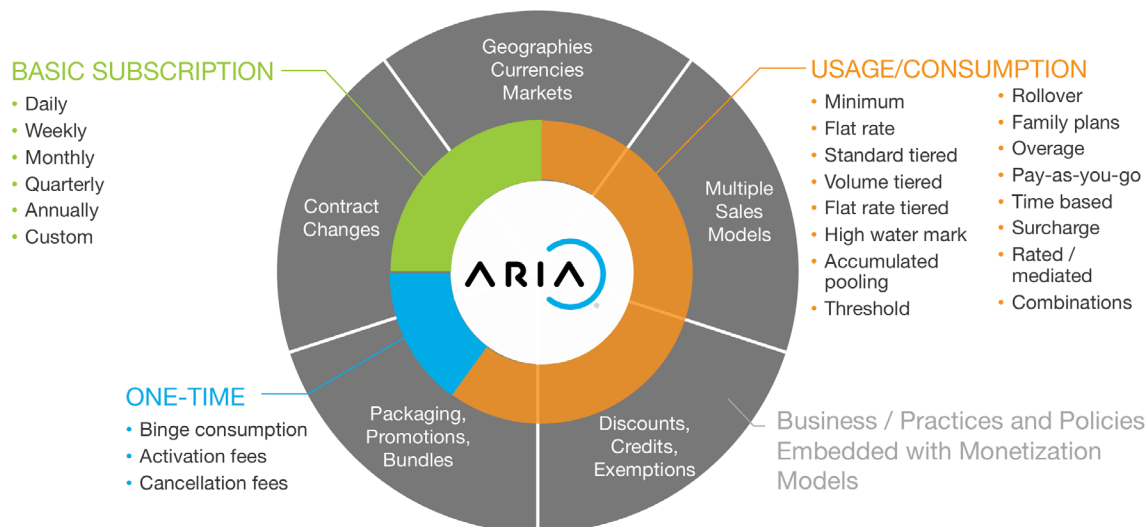 Geographies
Currencies
Markets
BASIC SUBSCRIPTION
• Daily
• Weekly
• Monthly
• Quarterly
• Annually
• Custom
USAGE/CONSUMPTION
• Minimum
• Flat rate
• Standard tiered
• Volume tiered
• Flat rate tiered
• High water mark
• Accumulated
pooling
• Threshold
• Rollover
• Family plans
• Overage
• Pay-as-you-go
• Time based
• Surcharge
• Rated /
mediated
• Combinations
Contract
Changes
Multiple
Sales
Models
ARIA
®
ONE-TIME
• Binge consumption
• Activation fees
• Cancellation fees
Packaging,
Promotions,
Bundles
Discounts,
Credits,
Exemptions
Business / Practices and Policies
Embedded with Monetization
Models